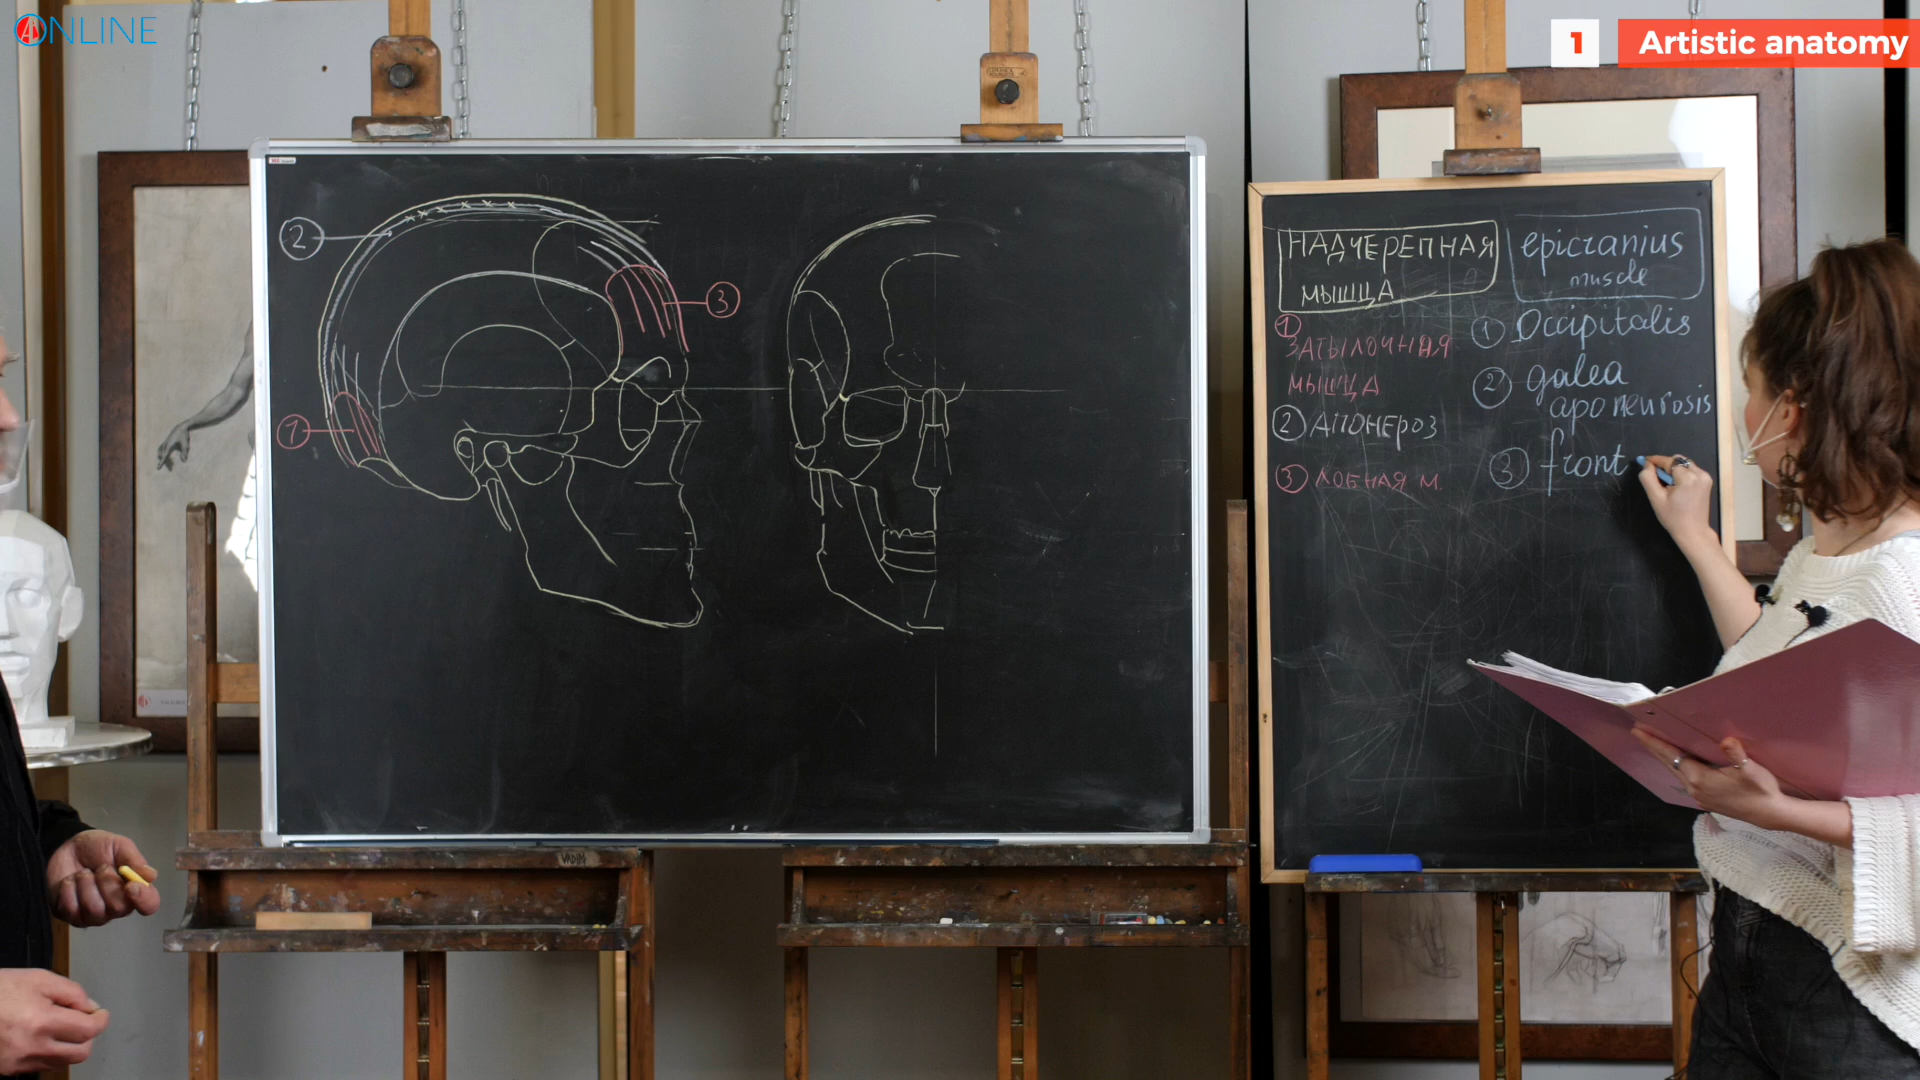 ONLINE
1 Artistic anatomy
2
3
1
НАДЧЕРЕПНАЯ
МЫШЦА
1
ЗАТЫЛОЧНАЯ
МЫШЦА
2 АПОНЕРОЗ
3 ЛОБНАЯ М.
epicranius
muscle
1 Occipitalis
2 galea
aponeurosis
3 front
VADIM